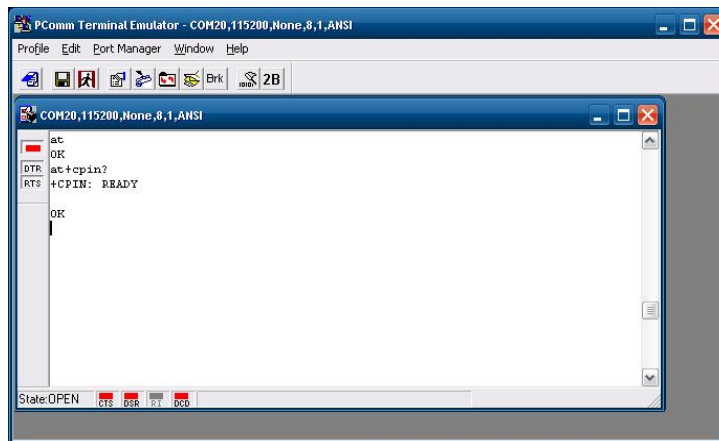 PComm Terminal Emulator - COM20,115200,None,8,1,ANSI
Profile Edit Port Manager Window Help
Brk 2B
COM20,115200,None,8,1,ANSI
at
OK
DTR at+cpin?
RTS +CPIN: READY
OK
State:OPEN CTS DSR RI DCD